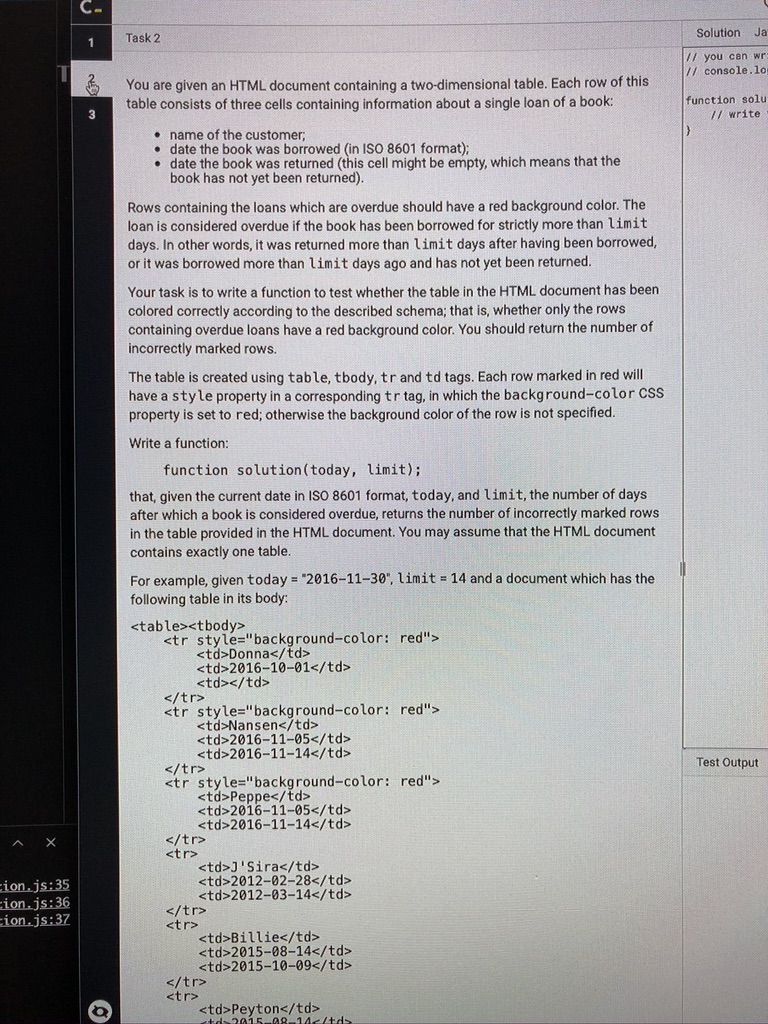 C-
1
Task 2
Solution Ja
T
2
3
// you can wr
// console.lo
function solu
// write
}
You are given an HTML document containing a two-dimensional table. Each row of this
table consists of three cells containing information about a single loan of a book:
• name of the customer;
• date the book was borrowed (in ISO 8601 format);
• date the book was returned (this cell might be empty, which means that the
book has not yet been returned).
Rows containing the loans which are overdue should have a red background color. The
loan is considered overdue if the book has been borrowed for strictly more than limit
days. In other words, it was returned more than limit days after having been borrowed,
or it was borrowed more than limit days ago and has not yet been returned.
Your task is to write a function to test whether the table in the HTML document has been
colored correctly according to the described schema; that is, whether only the rows
containing overdue loans have a red background color. You should return the number of
incorrectly marked rows.
The table is created using table, tbody, tr and td tags. Each row marked in red will
have a style property in a corresponding tr tag, in which the background-color CSS
property is set to red; otherwise the background color of the row is not specified.
Write a function:
function solution(today, limit);
that, given the current date in ISO 8601 format, today, and limit, the number of days
after which a book is considered overdue, returns the number of incorrectly marked rows
in the table provided in the HTML document. You may assume that the HTML document
contains exactly one table.
For example, given today = "2016-11-30", limit = 14 and a document which has the
following table in its body:
<table><tbody>
<tr style="background-color: red">
<td>Donna</td>
<td>2016-10-01</td>
<td></td>
</tr>
<tr style="background-color: red">
<td>Nansen</td>
<td>2016-11-05</td>
<td>2016-11-14</td>
</tr>
<tr style="background-color: red">
<td>Peppe</td>
<td>2016-11-05</td>
<td>2016-11-14</td>
</tr>
<tr>
<td>J'Sira</td>
<td>2012-02-28</td>
<td>2012-03-14</td>
</tr>
<tr>
<td>Billie</td>
<td>2015-08-14</td>
<td>2015-10-09</td>
</tr>
<tr>
<td>Peyton</td>
<td>2015-08-14</td>
Test Output
ion.js:35
ion.js:36
ion.js:37